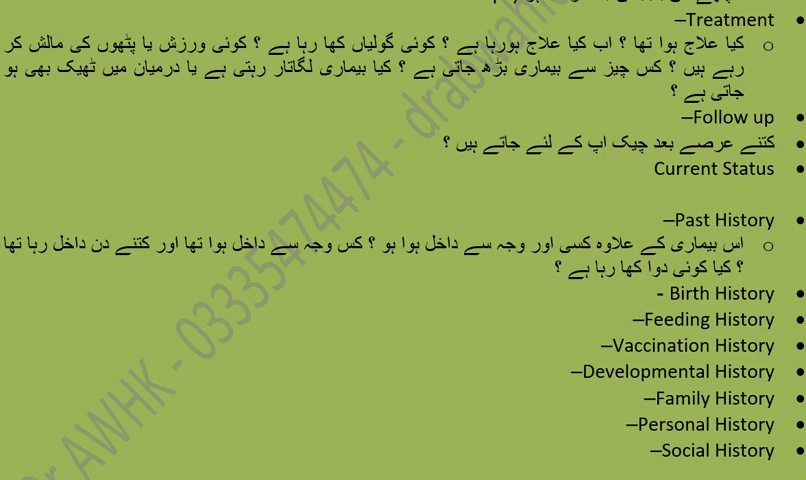 Treatment–
کیا علاج ہوا تھا ؟ اب کیا علاج ہورہا ہے ؟ کوئی گولیاں کھا رہا ہے ؟ کوئی ورزش یا پٹھوں کی مالش کر
رہے ہیں ؟ کس چیز سے بیماری بڑھ جاتی ہے ؟ کیا بیماری لگاتار رہتی ہے یا درمیان میں ٹھیک بھی ہو
جاتی ہے ؟
Follow up–
کتنے عرصے بعد چیک اپ کے لئے جاتے ہیں ؟
Current Status
Past History–
اس بیماری کے علاوہ کسی اور وجہ سے داخل ہوا ہو ؟ کس وجہ سے داخل ہوا تھا اور کتنے دن داخل رہا تھا
؟ کیا کوئی دوا کھا رہا ہے ؟
Birth History -
Feeding History–
Vaccination History–
Developmental History–
Family History–
Personal History–
Social History–
Dr AWHK - 03335474474 -